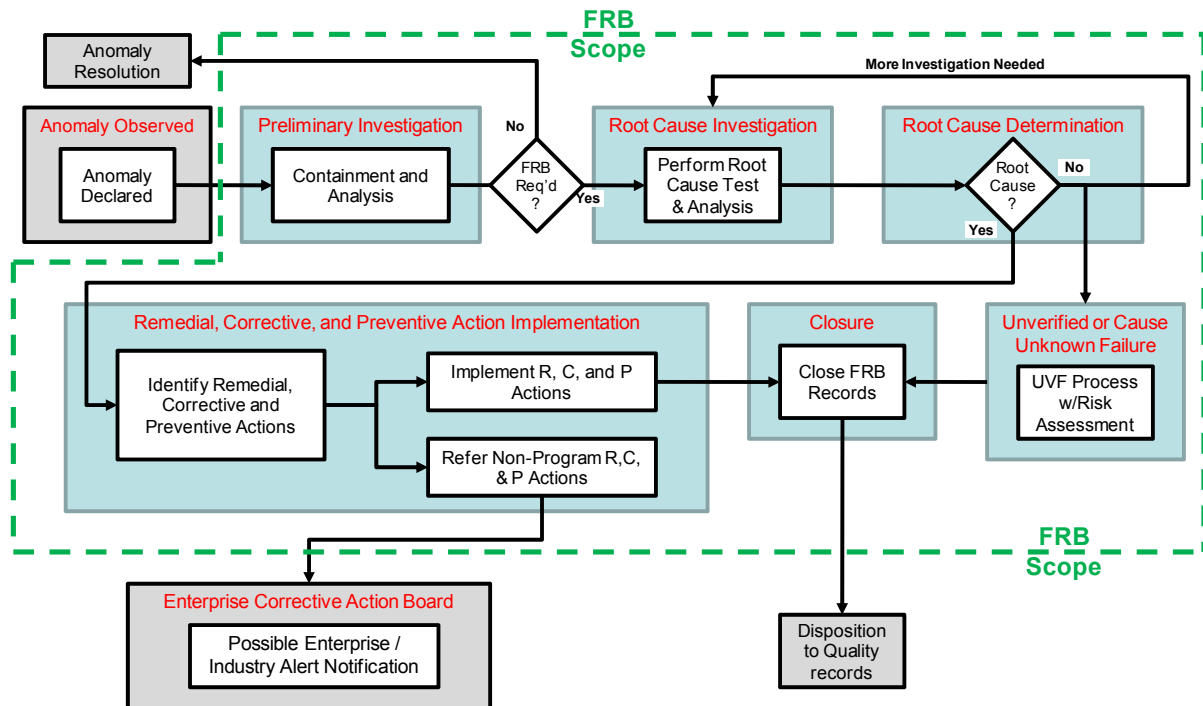 FRB
Scope
Anomaly
Resolution
More Investigation Needed
Anomaly Observed
Anomaly
Declared
Preliminary Investigation
Containment and
Analysis
No
FRB
Req'd
?
Yes
Root Cause Investigation
Perform Root
Cause Test
& Analysis
Root Cause Determination
Root
Cause
?
No
Yes
Remedial, Corrective, and Preventive Action Implementation
Identify Remedial,
Corrective and
Preventive Actions
Implement R, C, and P
Actions
Refer Non-Program R,C,
& P Actions
Closure
Close FRB
Records
Unverified or Cause
Unknown Failure
UVF Process
w/Risk
Assessment
FRB
Scope
Enterprise Corrective Action Board
Possible Enterprise /
Industry Alert Notification
Disposition
to Quality
records